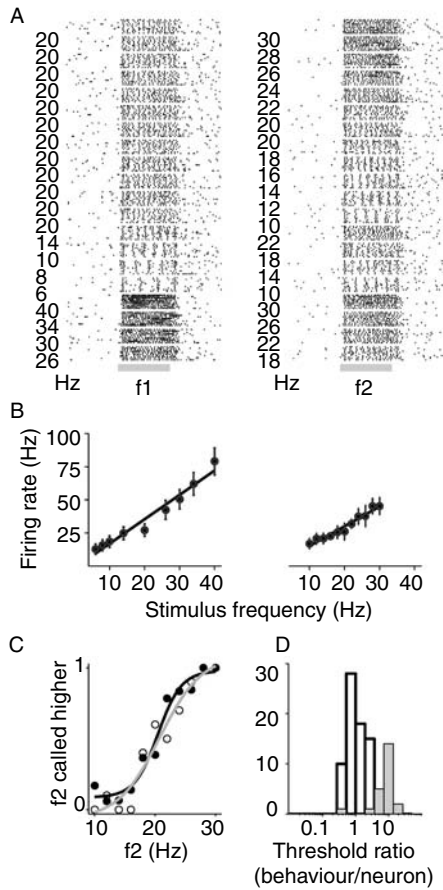 A
20
20
20
20
20
20
20
20
20
20
20
14
10
8
6
40
34
30
26
Hz
f1
30
28
26
24
22
20
18
16
14
12
10
22
18
14
10
30
26
22
18
Hz
f2
B
Firing rate (Hz)
100
75
50
25
10 20 30 40
10 20 30 40
Stimulus frequency (Hz)
C
f2 called higher
1
0
10 20 30
f2 (Hz)
D
30
20
10
0
0.1 1 10
Threshold ratio
(behaviour/neuron)